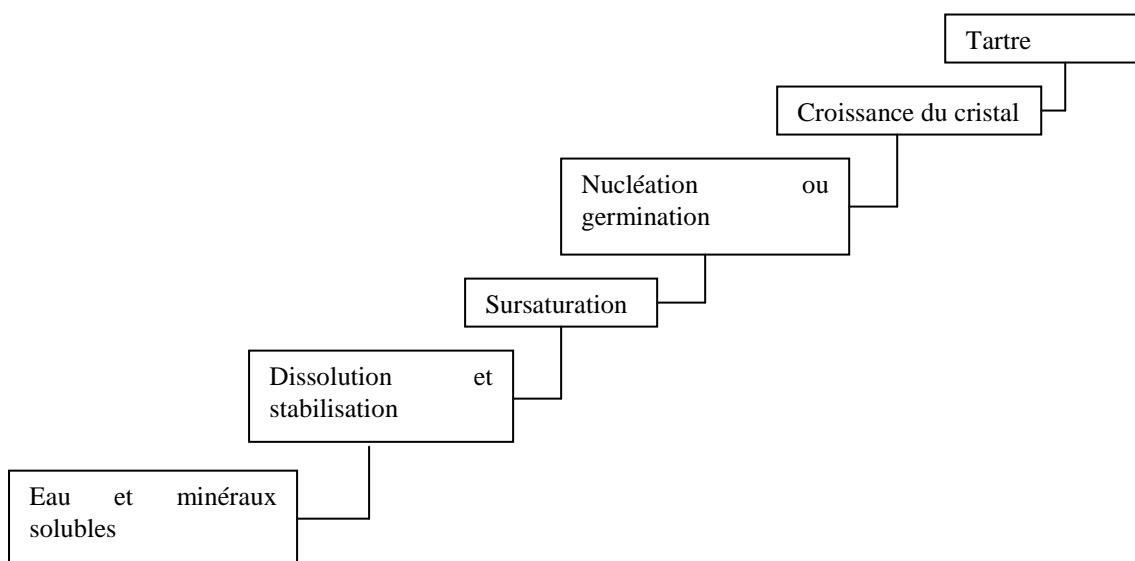 Tartre
Croissance du cristal
Nucléation ou
germination
Sursaturation
Dissolution et
stabilisation
Eau et minéraux
solubles